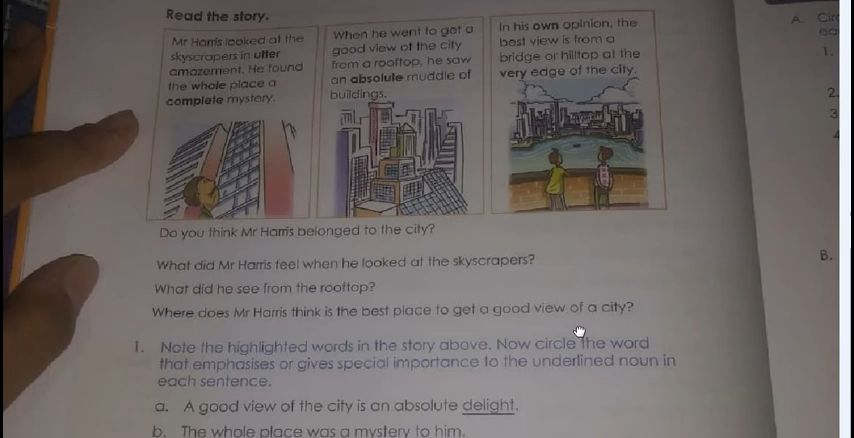 Read the story.
Mr Harris looked at the
skyscrapers in utter
amazement. He found
the whole place a
complete mystery.
When he went to get a
good view of the city
from a rooftop, he saw
an absolute muddle of
buildings.
In his own opinion, the
best view is from a
bridge or hilltop at the
very edge of the city.
Do you think Mr Harris belonged to the city?
What did Mr Harris feel when he looked at the skyscrapers?
What did he see from the rooftop?
Where does Mr Harris think is the best place to get a good view of a city?
1. Note the highlighted words in the story above. Now circle the word
that emphasises or gives special importance to the underlined noun in
each sentence.
a. A good view of the city is an absolute delight.
b. The whole place was a mystery to him.
A. Circ
1.
2.
3
4
B.